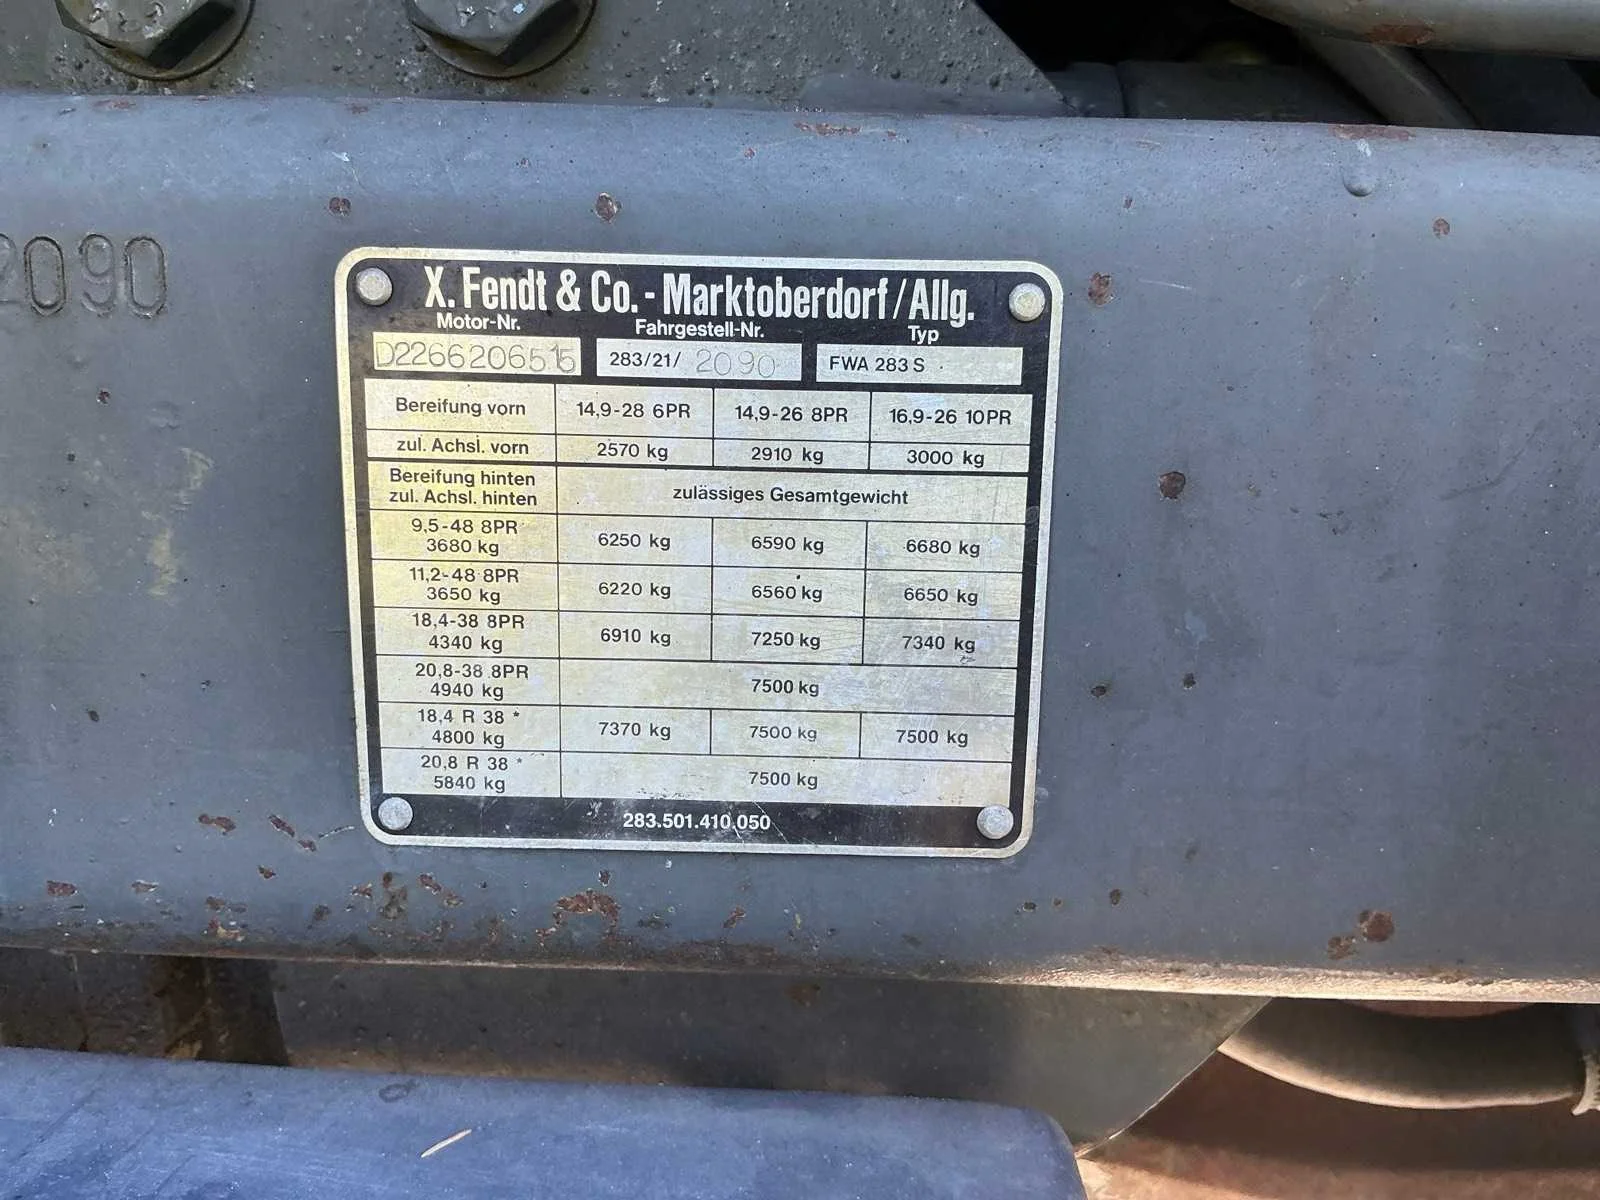 2090
X. Fendt & Co. - Marktoberdorf/Allg.
Motor-Nr. Fahrgestell-Nr. Typ
D2266206515 283/21/ 2090 FWA 283 S
Bereifung vorn 14,9-28 6PR 14,9-26 8PR 16,9-26 10PR
zul. Achsl. vorn 2570 kg 2910 kg 3000 kg
Bereifung hinten
zul. Achsl. hinten zulässiges Gesamtgewicht
9,5-48 8PR
3680 kg 6250 kg 6590 kg 6680 kg
11,2-48 8PR
3650 kg 6220 kg 6560 kg 6650 kg
18,4-38 8PR
4340 kg 6910 kg 7250 kg 7340 kg
20,8-38 8PR
4940 kg 7500 kg
18,4 R 38 *
4800 kg 7370 kg 7500 kg 7500 kg
20,8 R 38 *
5840 kg 7500 kg
283.501.410.050